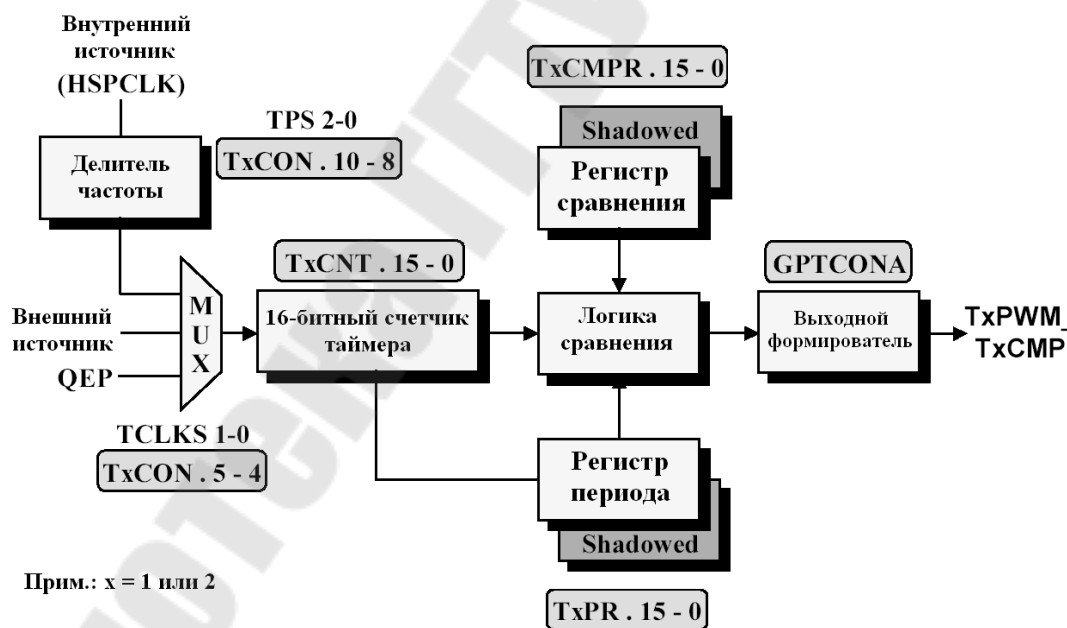 Внутренний
источник
(HSPCLK)
TPS 2-0
TxCON . 10 - 8
Делитель
частоты
TxCMPR . 15 - 0
Shadowed
Регистр
сравнения
TxCNT . 15 - 0
GPTCONA
MUX
Внешний
источник
QEP
16-битный счетчик
таймера
Логика
сравнения
Выходной
формирователь
TxPWM_
TxCMP
TCLKS 1-0
TxCON . 5 - 4
Регистр
периода
Shadowed
TxPR . 15 - 0
Прим.: x = 1 или 2